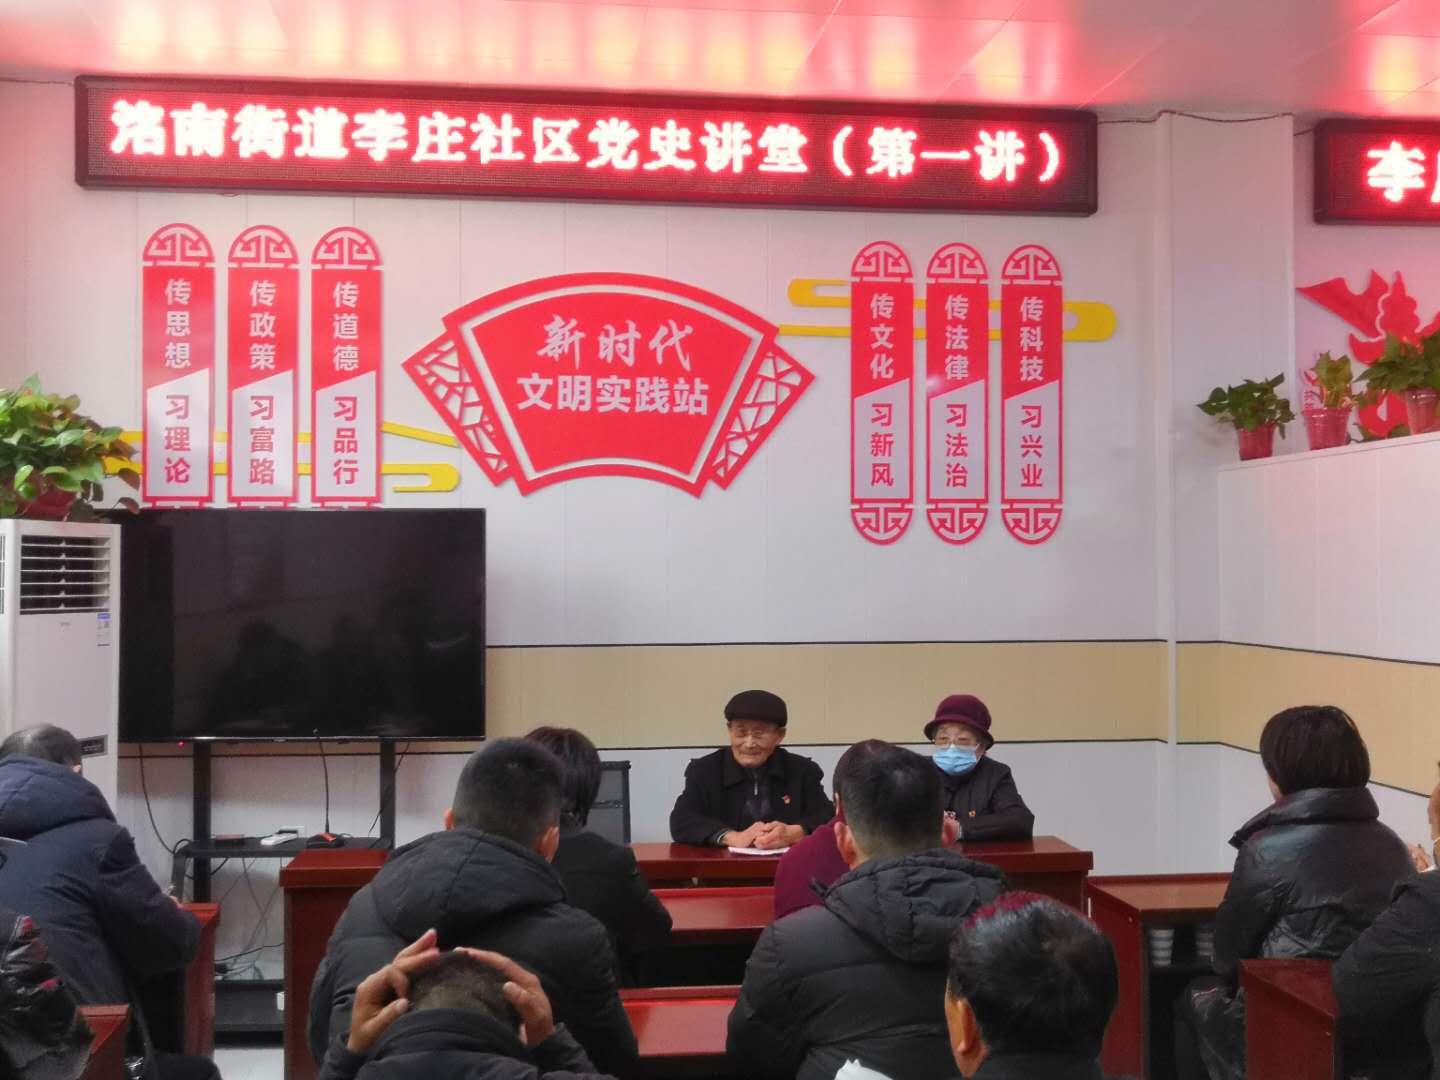 洛南街道李庄社区党史讲堂（第一讲）
李
传思想 习理论
传政策 习富路
传道德 习品行
新时代
文明实践站
传文化 习新风
传法律 习法治
传科技 习兴业